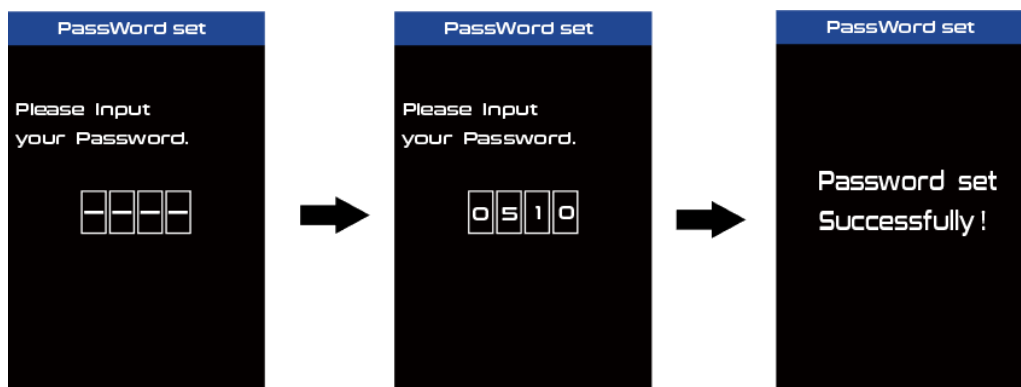 PassWord set
Please Input
your Password.
----
PassWord set
Please Input
your Password.
0510
PassWord set
Password set
Successfully!